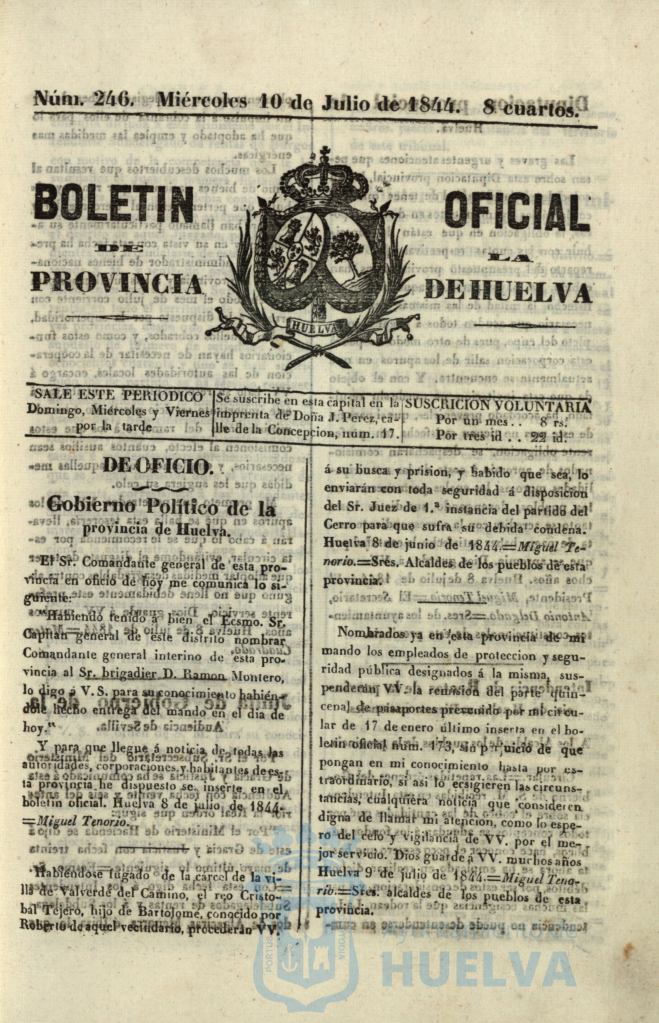 Núm. 246. Miércoles 10 de Julio de 1844. 8 cuartos.
BOLETIN OFICIAL
DE LA
PROVINCIA DE HUELVA
HUELVA
SALE ESTE PERIODICO
Domingo, Miércoles y Viernes
por la tarde
Se suscribe en esta capital en la
imprenta de Doña J. Perez, ca-
lle de la Concepcion, núm. 17.
SUSCRICION VOLUNTARIA
Por un mes . . 8 rs.
Por tres id . . 22 id.
DE OFICIO.
Gobierno Político de la
provincia de Huelva.
El Sr. Comandante general de esta pro-
vincia en oficio de hoy me comunica lo si-
guiente.
"Habiendo tenido á bien el Ecsmo. Sr.
Capitan general de este distrito nombrar
Comandante general interino de esta pro-
vincia al Sr. brigadier D. Ramon Montero,
lo digo á V. S. para su conocimiento habién-
dole hecho entrega del mando en el dia de
hoy."
Y para que llegue á noticia de todas las
autoridades, corporaciones y habitantes de es-
ta provincia he dispuesto se inserte en el
boletin oficial. Huelva 8 de julio de 1844.
=Miguel Tenorio.
Habiéndose fugado de la cárcel de la vi-
lla de Valverde del Camino, el reo Cristo-
bal Tejero, hijo de Bartolomé, conocido por
Roberto de aquel vecindario, procederán VV.
á su busca y prision, y habido que sea, lo
enviarán con toda seguridad á disposicion
del Sr. Juez de 1.ª instancia del partido del
Cerro para que sufra su debida condena.
Huelva 8 de junio de 1844.=Miguel Te-
norio.=Sres. Alcaldes de los pueblos de esta
provincia.
Nombrados ya en esta provincia de mi
mando los empleados de proteccion y segu-
ridad pública designados á la misma, sus-
penderán VV. la remision del parte quin-
cenal de pasaportes prevenido por mi circu-
lar de 17 de enero último inserta en el bo-
letin oficial núm. 173, sin perjuicio de que
pongan en mi conocimiento hasta por es-
traordinario, si asi lo ecsigieren las circuns-
tancias, cualquiera noticia que consideren
digna de llamar mi atencion, como lo espe-
ro del celo y vigilancia de VV. por el me-
jor servicio. Dios guarde á VV. muchos años
Huelva 9 de julio de 1844.=Miguel Teno-
rio.=Sres. alcaldes de los pueblos de esta
provincia.
HUELVA